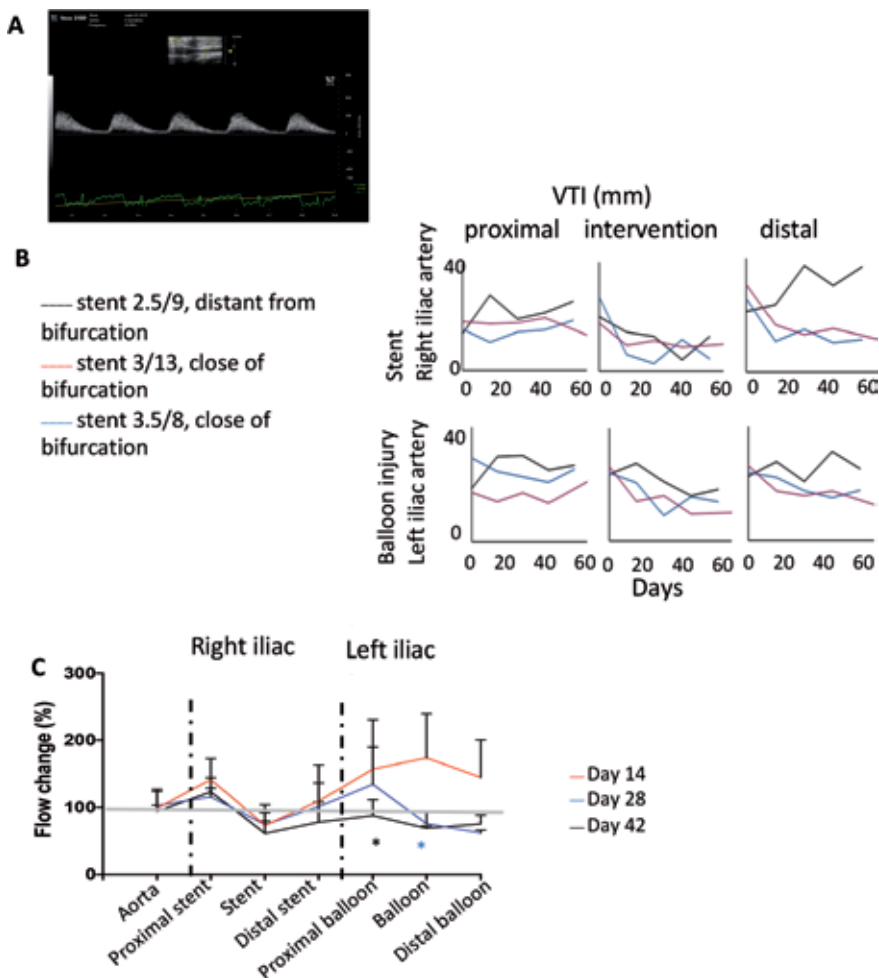 A
VTI (mm)
proximal intervention distal
B
stent 2.5/9, distant from
bifurcation
stent 3/13, close of
bifurcation
stent 3.5/8, close of
bifurcation
Stent
Right iliac artery
40
0
0 20 40 60 0 20 40 60 0 20 40 60
Balloon injury
Left iliac artery
40
0
0 20 40 60 0 20 40 60 0 20 40 60
Days
C
Right iliac Left iliac
Flow change (%)
300
200
100
0
* *
Aorta
Proximal stent
Stent
Distal stent
Proximal balloon
Balloon
Distal balloon
Day 14
Day 28
Day 42